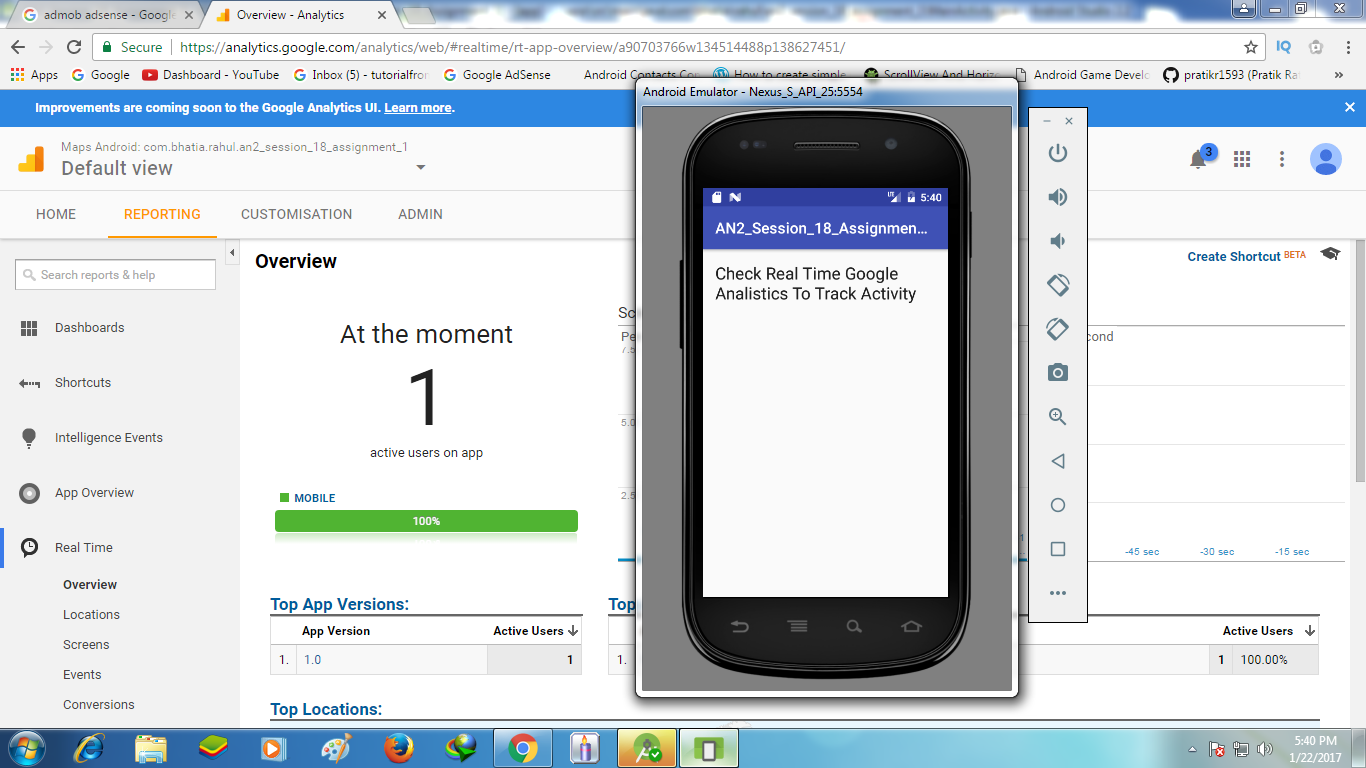 admob adsense - Google
Overview - Analytics
Secure
https://analytics.google.com/analytics/web/#realtime/rt-app-overview/a90703766w134514488p138627451/
Apps
Google
Dashboard - YouTube
Inbox (5) - tutorialfron
Google AdSense
Android Contacts Co
How to create simple
ScrollView And Horiz
Android Game Develo
pratikr1593 (Pratik Ra
»
Improvements are coming soon to the Google Analytics UI. Learn more.
Maps Android: com.bhatia.rahul.an2_session_18_assignment_1
Default view
3
HOME
REPORTING
CUSTOMISATION
ADMIN
Search reports & help
Dashboards
Shortcuts
Intelligence Events
App Overview
Real Time
Overview
Locations
Screens
Events
Conversions
Overview
Create Shortcut BETA
At the moment
1
active users on app
MOBILE
100%
Sc
Pe
cond
7.5
5.0
2.5
1
-45 sec
-30 sec
-15 sec
Top App Versions:
App Version
Active Users
1.
1.0
1
To
Active Users
1.
1
100.00%
Top Locations:
Android Emulator - Nexus_S_API_25:5554
LTE
5:40
AN2_Session_18_Assignmen...
Check Real Time Google
Analistics To Track Activity
5:40 PM
1/22/2017